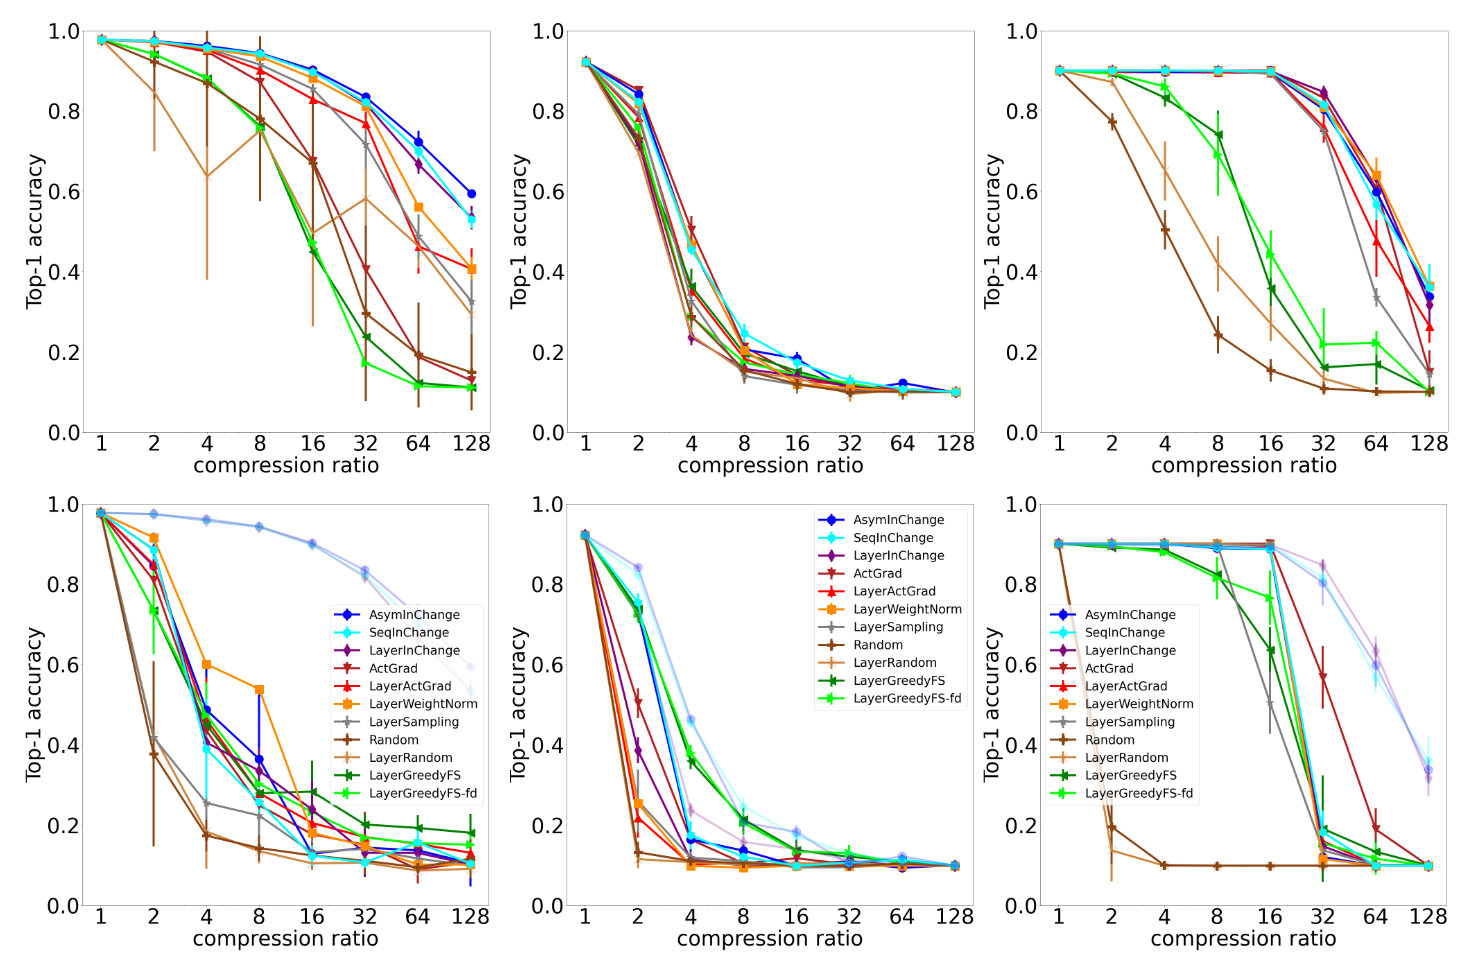 1.0
0.8
0.6
0.4
0.2
0.0
Top-1 accuracy
1 2 4 8 16 32 64 128
compression ratio
1.0
0.8
0.6
0.4
0.2
0.0
Top-1 accuracy
1 2 4 8 16 32 64 128
compression ratio
1.0
0.8
0.6
0.4
0.2
0.0
Top-1 accuracy
1 2 4 8 16 32 64 128
compression ratio
1.0
0.8
0.6
0.4
0.2
0.0
Top-1 accuracy
AsymInChange
SeqInChange
LayerInChange
ActGrad
LayerActGrad
LayerWeightNorm
LayerSampling
Random
LayerRandom
LayerGreedyFS
LayerGreedyFS-fd
1 2 4 8 16 32 64 128
compression ratio
1.0
0.8
0.6
0.4
0.2
0.0
Top-1 accuracy
AsymInChange
SeqInChange
LayerInChange
ActGrad
LayerActGrad
LayerWeightNorm
LayerSampling
Random
LayerRandom
LayerGreedyFS
LayerGreedyFS-fd
1 2 4 8 16 32 64 128
compression ratio
1.0
0.8
0.6
0.4
0.2
0.0
Top-1 accuracy
AsymInChange
SeqInChange
LayerInChange
ActGrad
LayerActGrad
LayerWeightNorm
LayerSampling
Random
LayerRandom
LayerGreedyFS
LayerGreedyFS-fd
1 2 4 8 16 32 64 128
compression ratio